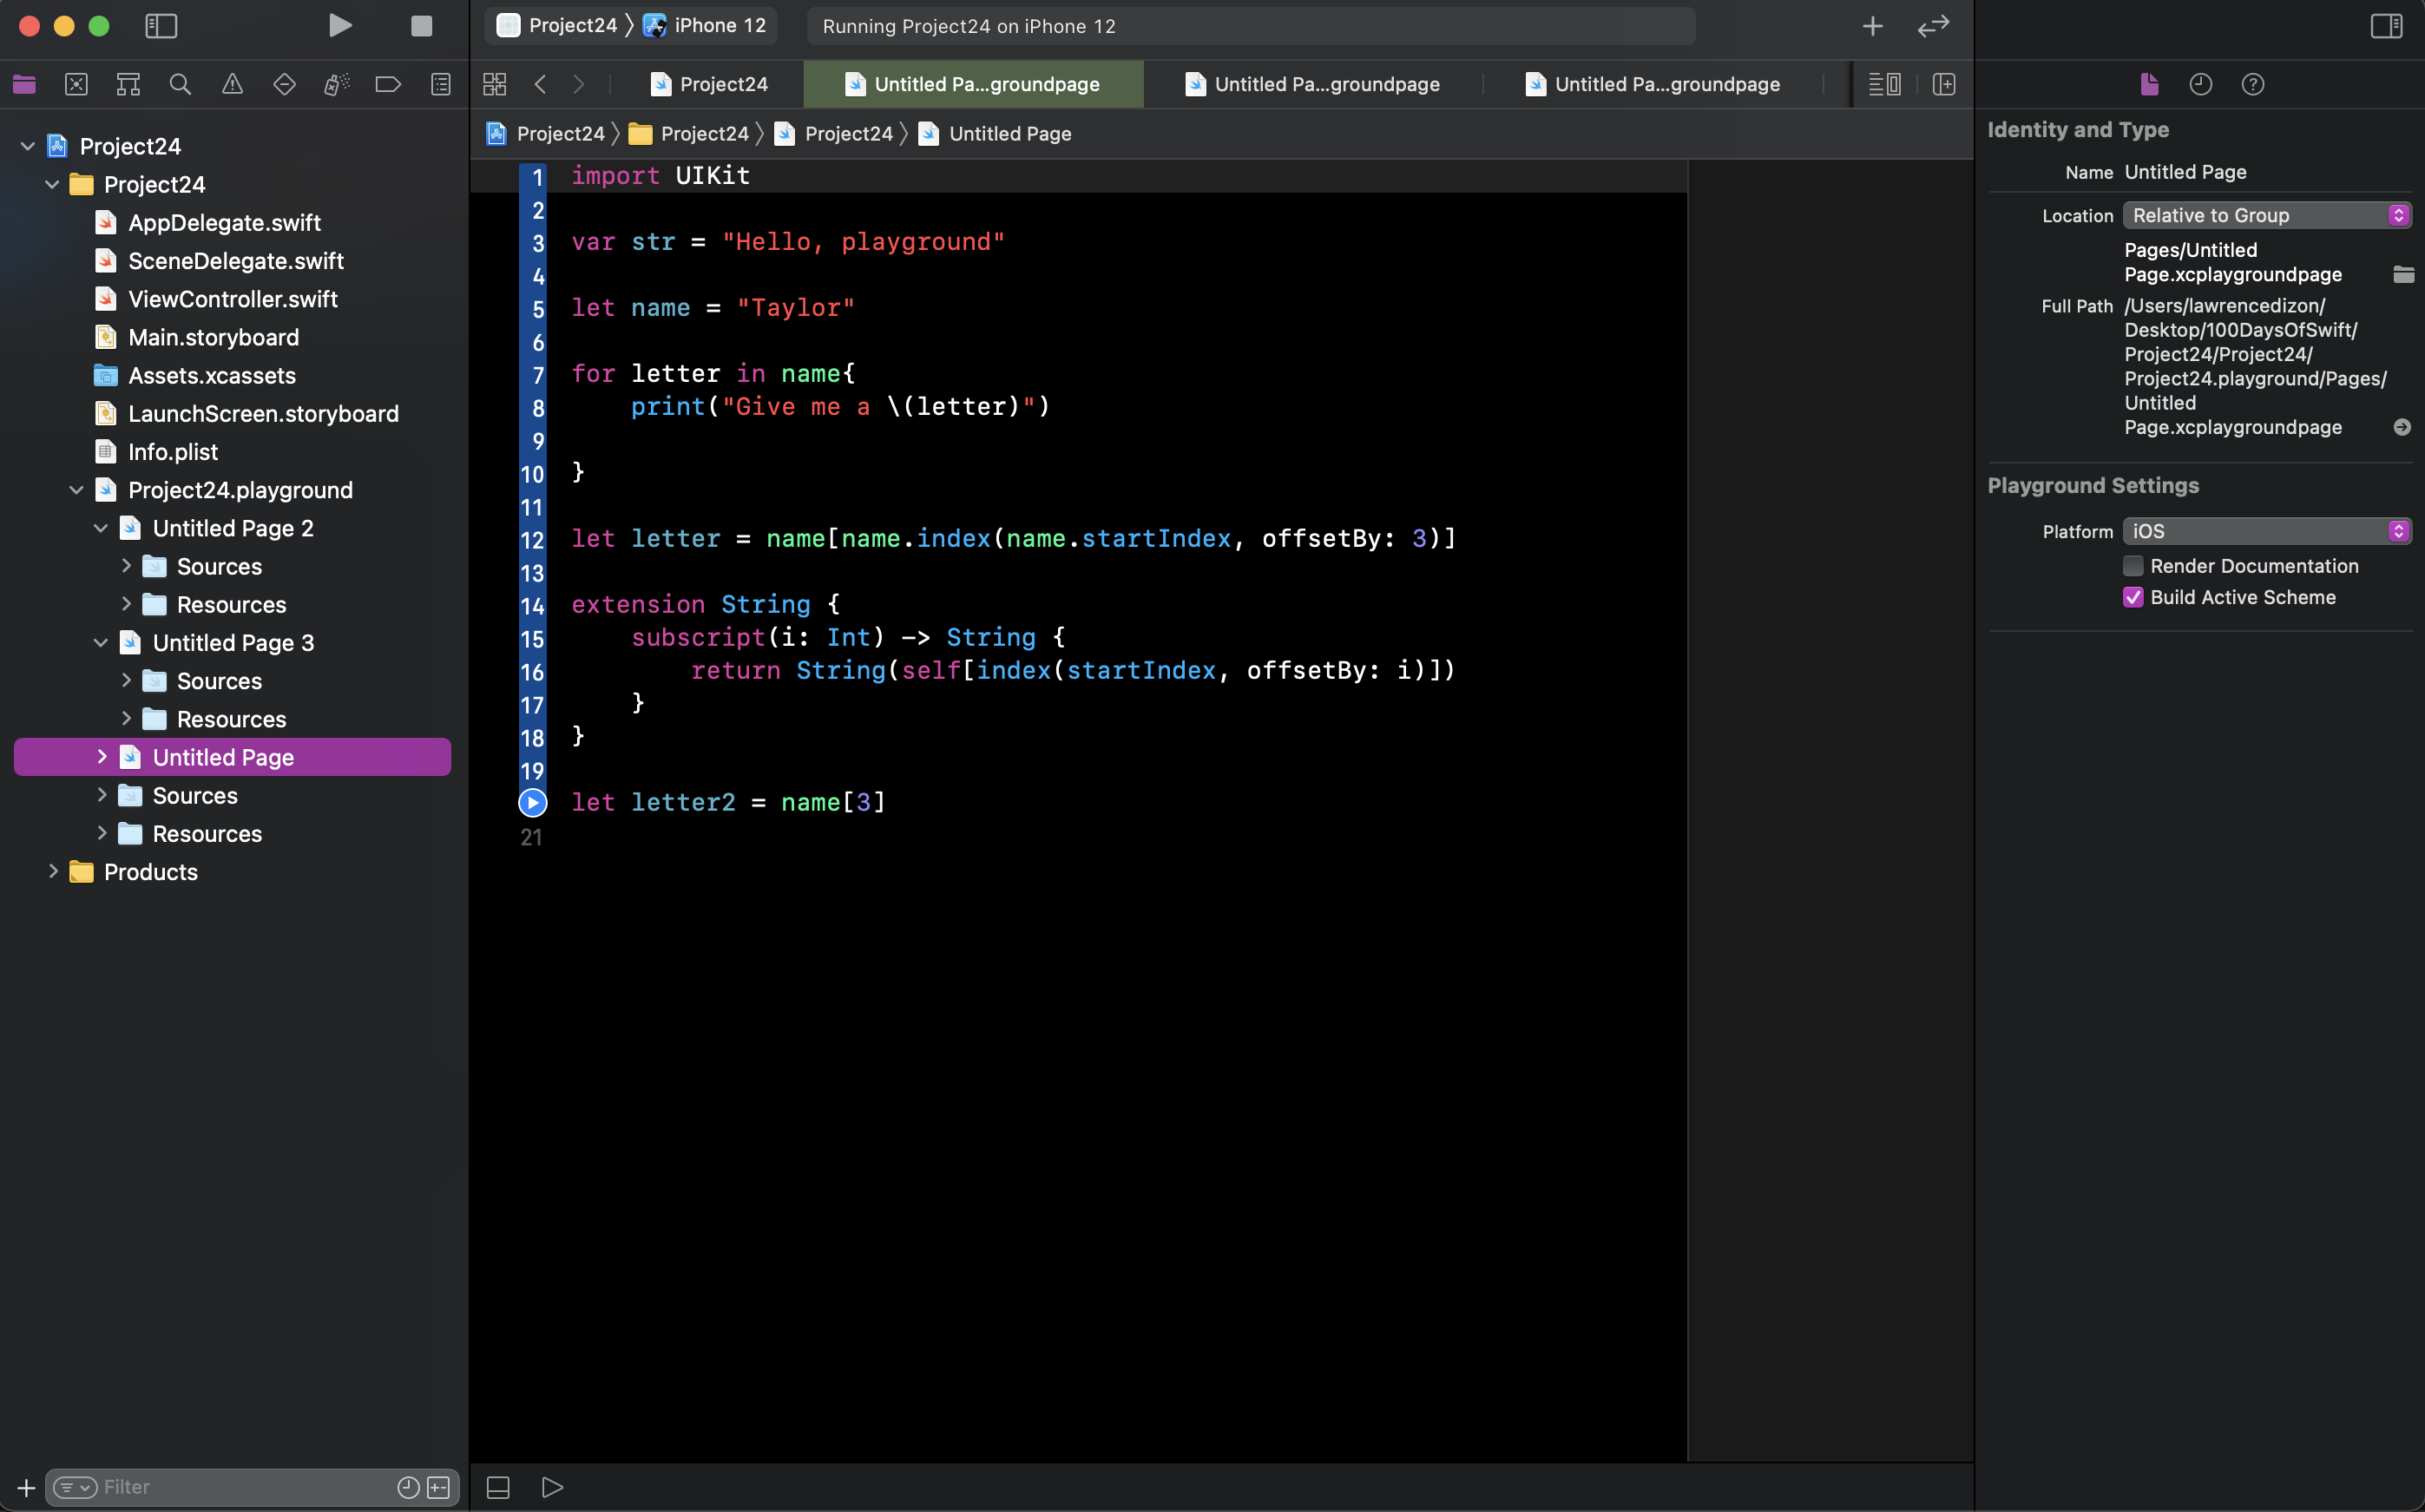 Project24 〉 iPhone 12
Running Project24 on iPhone 12
Project24
Untitled Pa...groundpage
Untitled Pa...groundpage
Untitled Pa...groundpage
Project24 〉 Project24 〉 Project24 〉 Untitled Page
Project24
Project24
AppDelegate.swift
SceneDelegate.swift
ViewController.swift
Main.storyboard
Assets.xcassets
LaunchScreen.storyboard
Info.plist
Project24.playground
Untitled Page 2
Sources
Resources
Untitled Page 3
Sources
Resources
Untitled Page
Sources
Resources
Products
Filter
1 import UIKit
2
3 var str = "Hello, playground"
4
5 let name = "Taylor"
6
7 for letter in name{
8     print("Give me a \(letter)")
9
10 }
11
12 let letter = name[name.index(name.startIndex, offsetBy: 3)]
13
14 extension String {
15     subscript(i: Int) -> String {
16         return String(self[index(startIndex, offsetBy: i)])
17     }
18 }
19
let letter2 = name[3]
21
Identity and Type
Name Untitled Page
Location Relative to Group
Pages/Untitled
Page.xcplaygroundpage
Full Path /Users/lawrencedizon/
Desktop/100DaysOfSwift/
Project24/Project24/
Project24.playground/Pages/
Untitled
Page.xcplaygroundpage
Playground Settings
Platform iOS
Render Documentation
Build Active Scheme